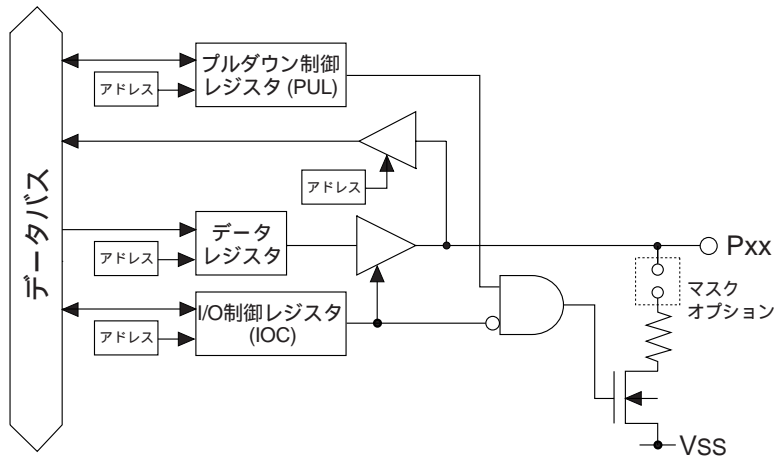 プルダウン制御
レジスタ (PUL)
アドレス
アドレス
データバス
データ
レジスタ
アドレス
Pxx
マスク
オプション
I/O制御レジスタ
(IOC)
アドレス
VSS